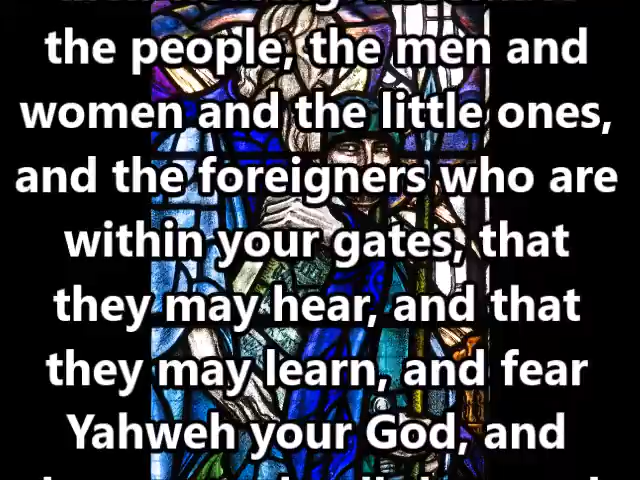 the people, the men and
women and the little ones,
and the foreigners who are
within your gates, that
they may hear, and that
they may learn, and fear
Yahweh your God, and